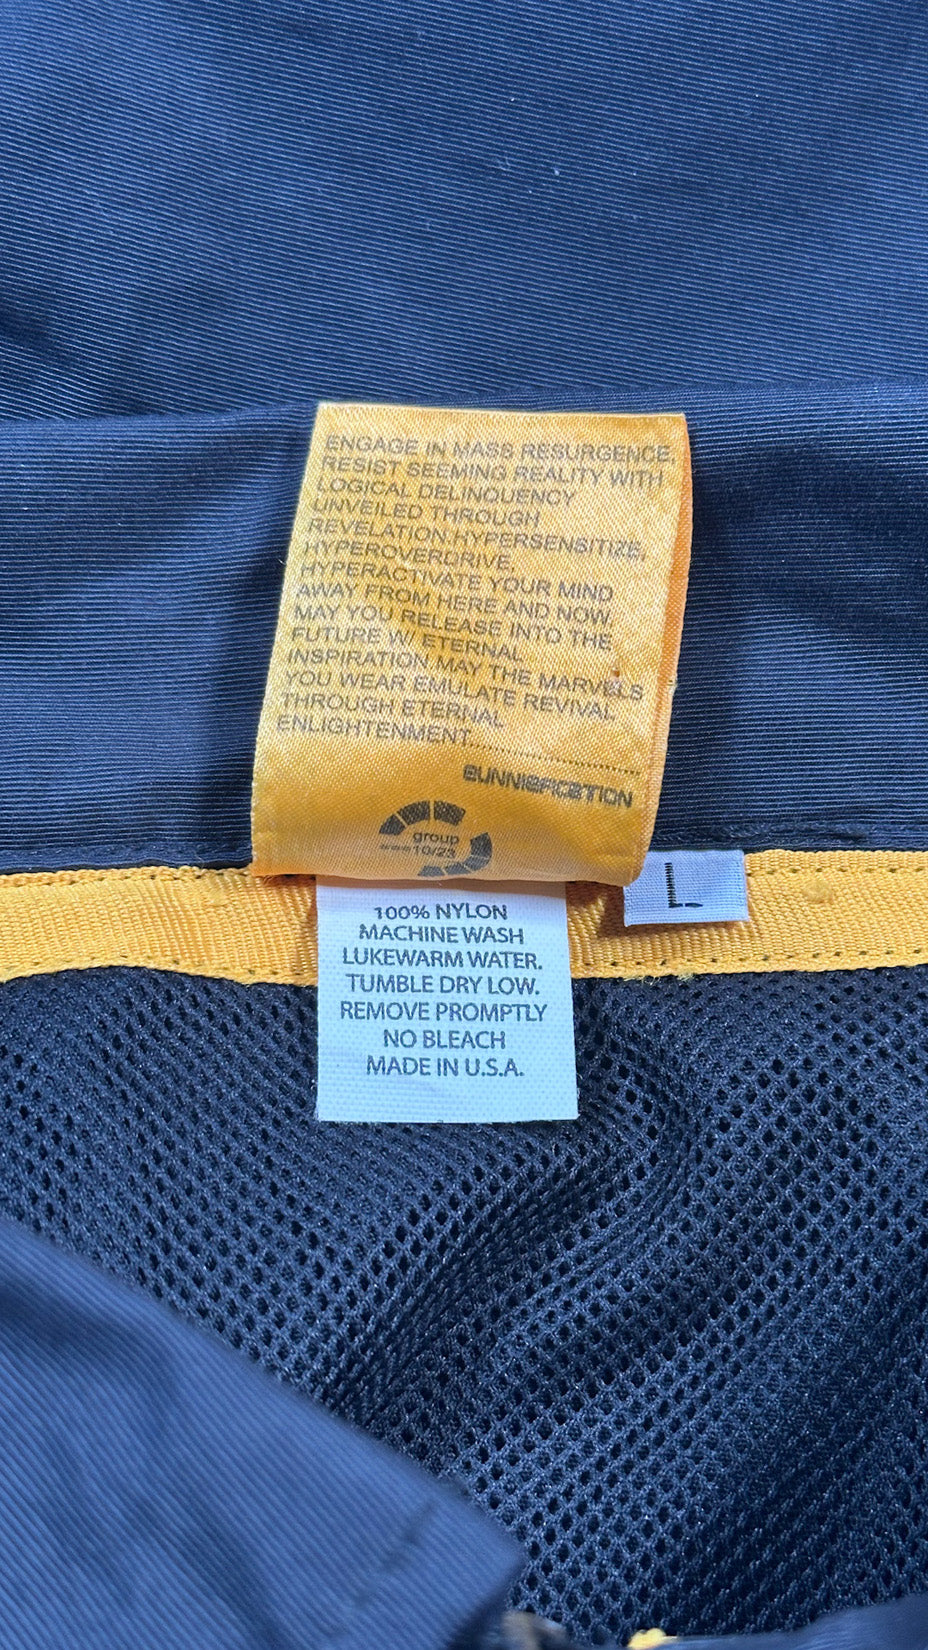 ENGAGE IN MASS RESURGENCE.
RESIST SEEMING REALITY WITH
LOGICAL DELINQUENCY
UNVEILED THROUGH
REVELATION.HYPERSENSITIZE.
HYPEROVERDRIVE.
HYPERACTIVATE YOUR MIND
AWAY FROM HERE AND NOW.
MAY YOU RELEASE INTO THE
FUTURE W/ ETERNAL
INSPIRATION MAY THE MARVELS
YOU WEAR EMULATE REVIVAL
THROUGH ETERNAL
ENLIGHTENMENT....................
BUNNIEFICATION
group
===10/23
L
100% NYLON
MACHINE WASH
LUKEWARM WATER.
TUMBLE DRY LOW.
REMOVE PROMPTLY
NO BLEACH
MADE IN U.S.A.